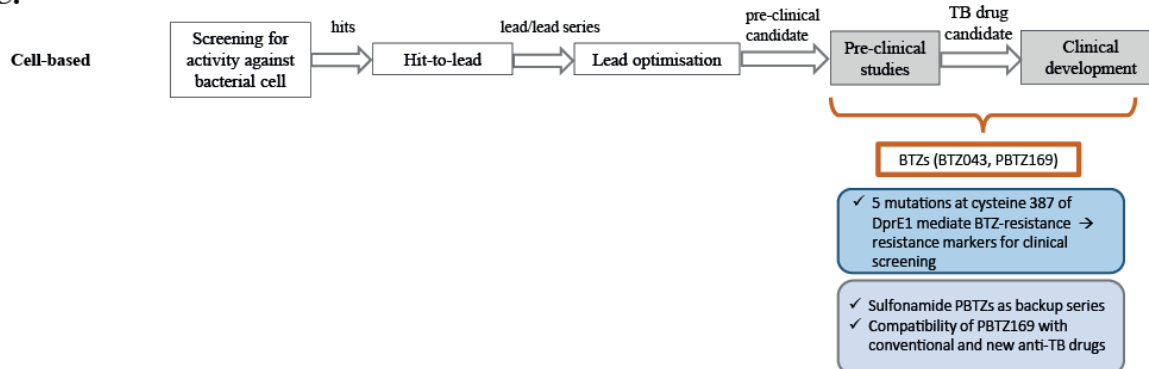 Cell-based
Screening for
activity against
bacterial cell
hits
Hit-to-lead
lead/lead series
Lead optimisation
pre-clinical
candidate
Pre-clinical
studies
TB drug
candidate
Clinical
development
BTZs (BTZ043, PBTZ169)
✓ 5 mutations at cysteine 387 of
DprE1 mediate BTZ-resistance →
resistance markers for clinical
screening
✓ Sulfonamide PBTZs as backup series
✓ Compatibility of PBTZ169 with
conventional and new anti-TB drugs